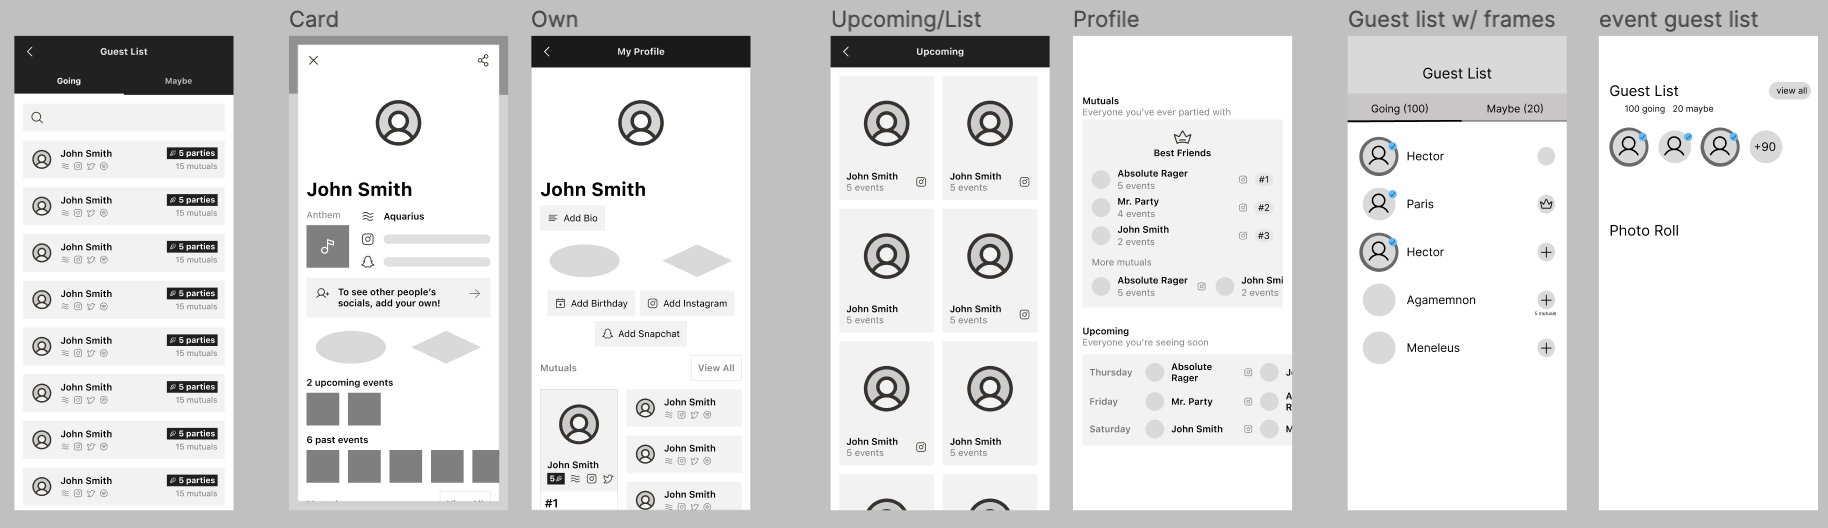 Card
Own
Upcoming/List
Profile
Guest list w/ frames
event guest list
Guest List
Going
Maybe
John Smith
5 parties
15 mutuals
John Smith
5 parties
15 mutuals
John Smith
5 parties
15 mutuals
John Smith
5 parties
15 mutuals
John Smith
5 parties
15 mutuals
John Smith
5 parties
15 mutuals
John Smith
5 parties
15 mutuals
John Smith
5 parties
15 mutuals
John Smith
Anthem
Aquarius
To see other people's
socials, add your own!
2 upcoming events
6 past events
My Profile
John Smith
Add Bio
Add Birthday
Add Instagram
Add Snapchat
Mutuals
View All
John Smith
5
#1
John Smith
John Smith
John Smith
Upcoming
John Smith
5 events
John Smith
5 events
John Smith
5 events
John Smith
5 events
John Smith
5 events
John Smith
5 events
Mutuals
Everyone you've ever partied with
Best Friends
Absolute Rager
5 events
#1
Mr. Party
4 events
#2
John Smith
2 events
#3
More mutuals
Absolute Rager
5 events
John Smi
2 events
Upcoming
Everyone you're seeing soon
Thursday
Absolute
Rager
Friday
Mr. Party
A
R
Saturday
John Smith
M
Guest List
Going (100)
Maybe (20)
Hector
Paris
Hector
Agamemnon
5 mutuals
Meneleus
Guest List
view all
100 going
20 maybe
+90
Photo Roll